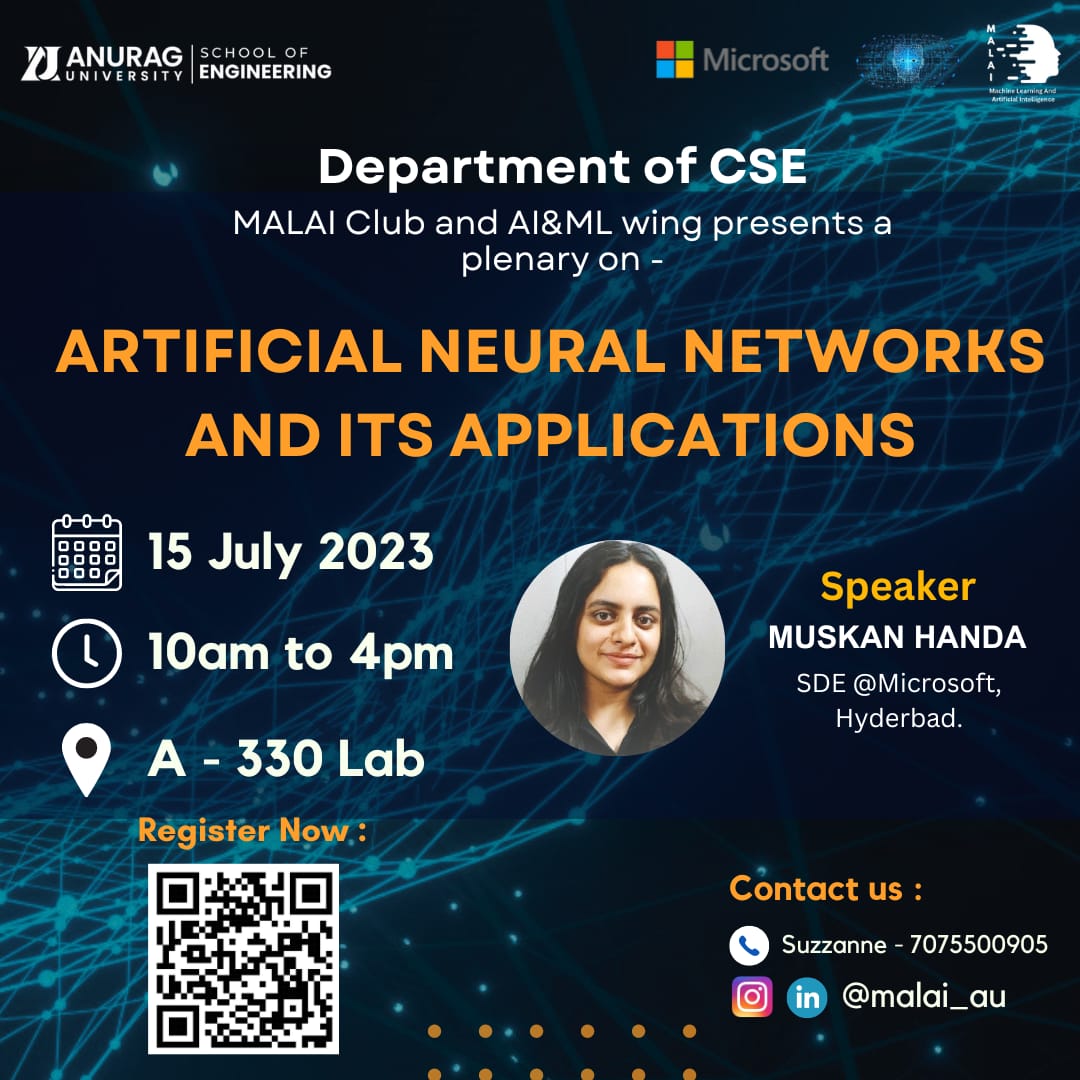 ANURAG
UNIVERSITY
SCHOOL OF
ENGINEERING
Microsoft
MALAI
Machine Learning And
Artificial Intelligence
Department of CSE
MALAI Club and AI&ML wing presents a
plenary on -
ARTIFICIAL NEURAL NETWORKS
AND ITS APPLICATIONS
15 July 2023
10am to 4pm
A - 330 Lab
Speaker
MUSKAN HANDA
SDE @Microsoft,
Hyderbad.
Register Now :
Contact us :
Suzzanne - 7075500905
in
@malai_au